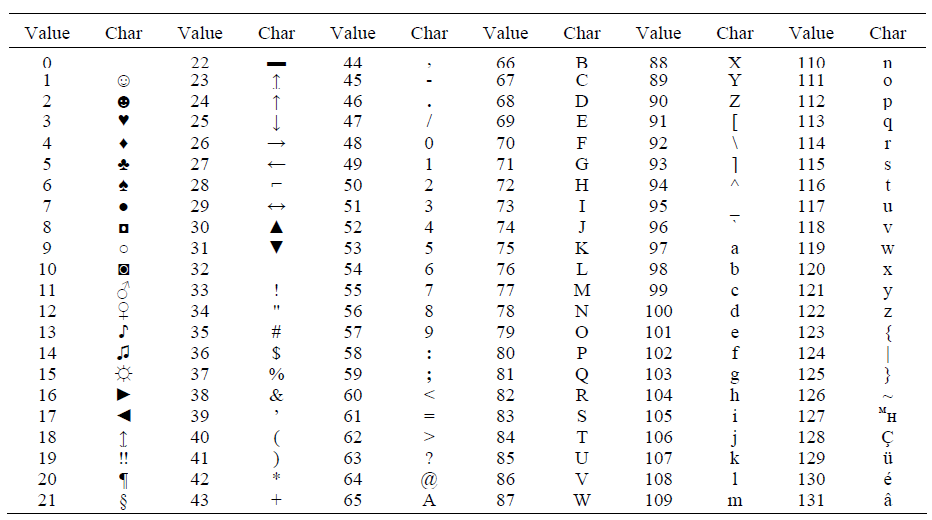 Value Char Value Char Value Char Value Char Value Char Value Char
0 22 ▬ 44 , 66 B 88 X 110 n
1 ☺ 23 ↑ 45 - 67 C 89 Y 111 o
2 ☻ 24 ↑ 46 . 68 D 90 Z 112 p
3 ♥ 25 ↓ 47 / 69 E 91 [ 113 q
4 ♦ 26 → 48 0 70 F 92 \ 114 r
5 ♣ 27 ← 49 1 71 G 93 ] 115 s
6 ♠ 28 ⌐ 50 2 72 H 94 ^ 116 t
7 ● 29 ↔ 51 3 73 I 95 _ 117 u
8 ◘ 30 ▲ 52 4 74 J 96 ` 118 v
9 ○ 31 ▼ 53 5 75 K 97 a 119 w
10 ◙ 32 54 6 76 L 98 b 120 x
11 ♂ 33 ! 55 7 77 M 99 c 121 y
12 ♀ 34 " 56 8 78 N 100 d 122 z
13 ♪ 35 # 57 9 79 O 101 e 123 {
14 ♫ 36 $ 58 : 80 P 102 f 124 |
15 ☼ 37 % 59 ; 81 Q 103 g 125 }
16 ► 38 & 60 < 82 R 104 h 126 ~
17 ◄ 39 ’ 61 = 83 S 105 i 127 ᴹH
18 ↕ 40 ( 62 > 84 T 106 j 128 Ç
19 ‼ 41 ) 63 ? 85 U 107 k 129 ü
20 ¶ 42 * 64 @ 86 V 108 l 130 é
21 § 43 + 65 A 87 W 109 m 131 â